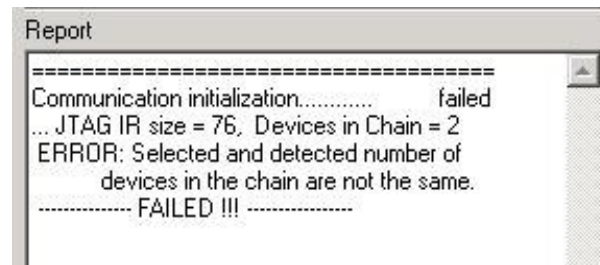 Report
=====================================
Communication initialization............ failed
... JTAG IR size = 76, Devices in Chain = 2
ERROR: Selected and detected number of
devices in the chain are not the same.
-------------- FAILED !!! ----------------